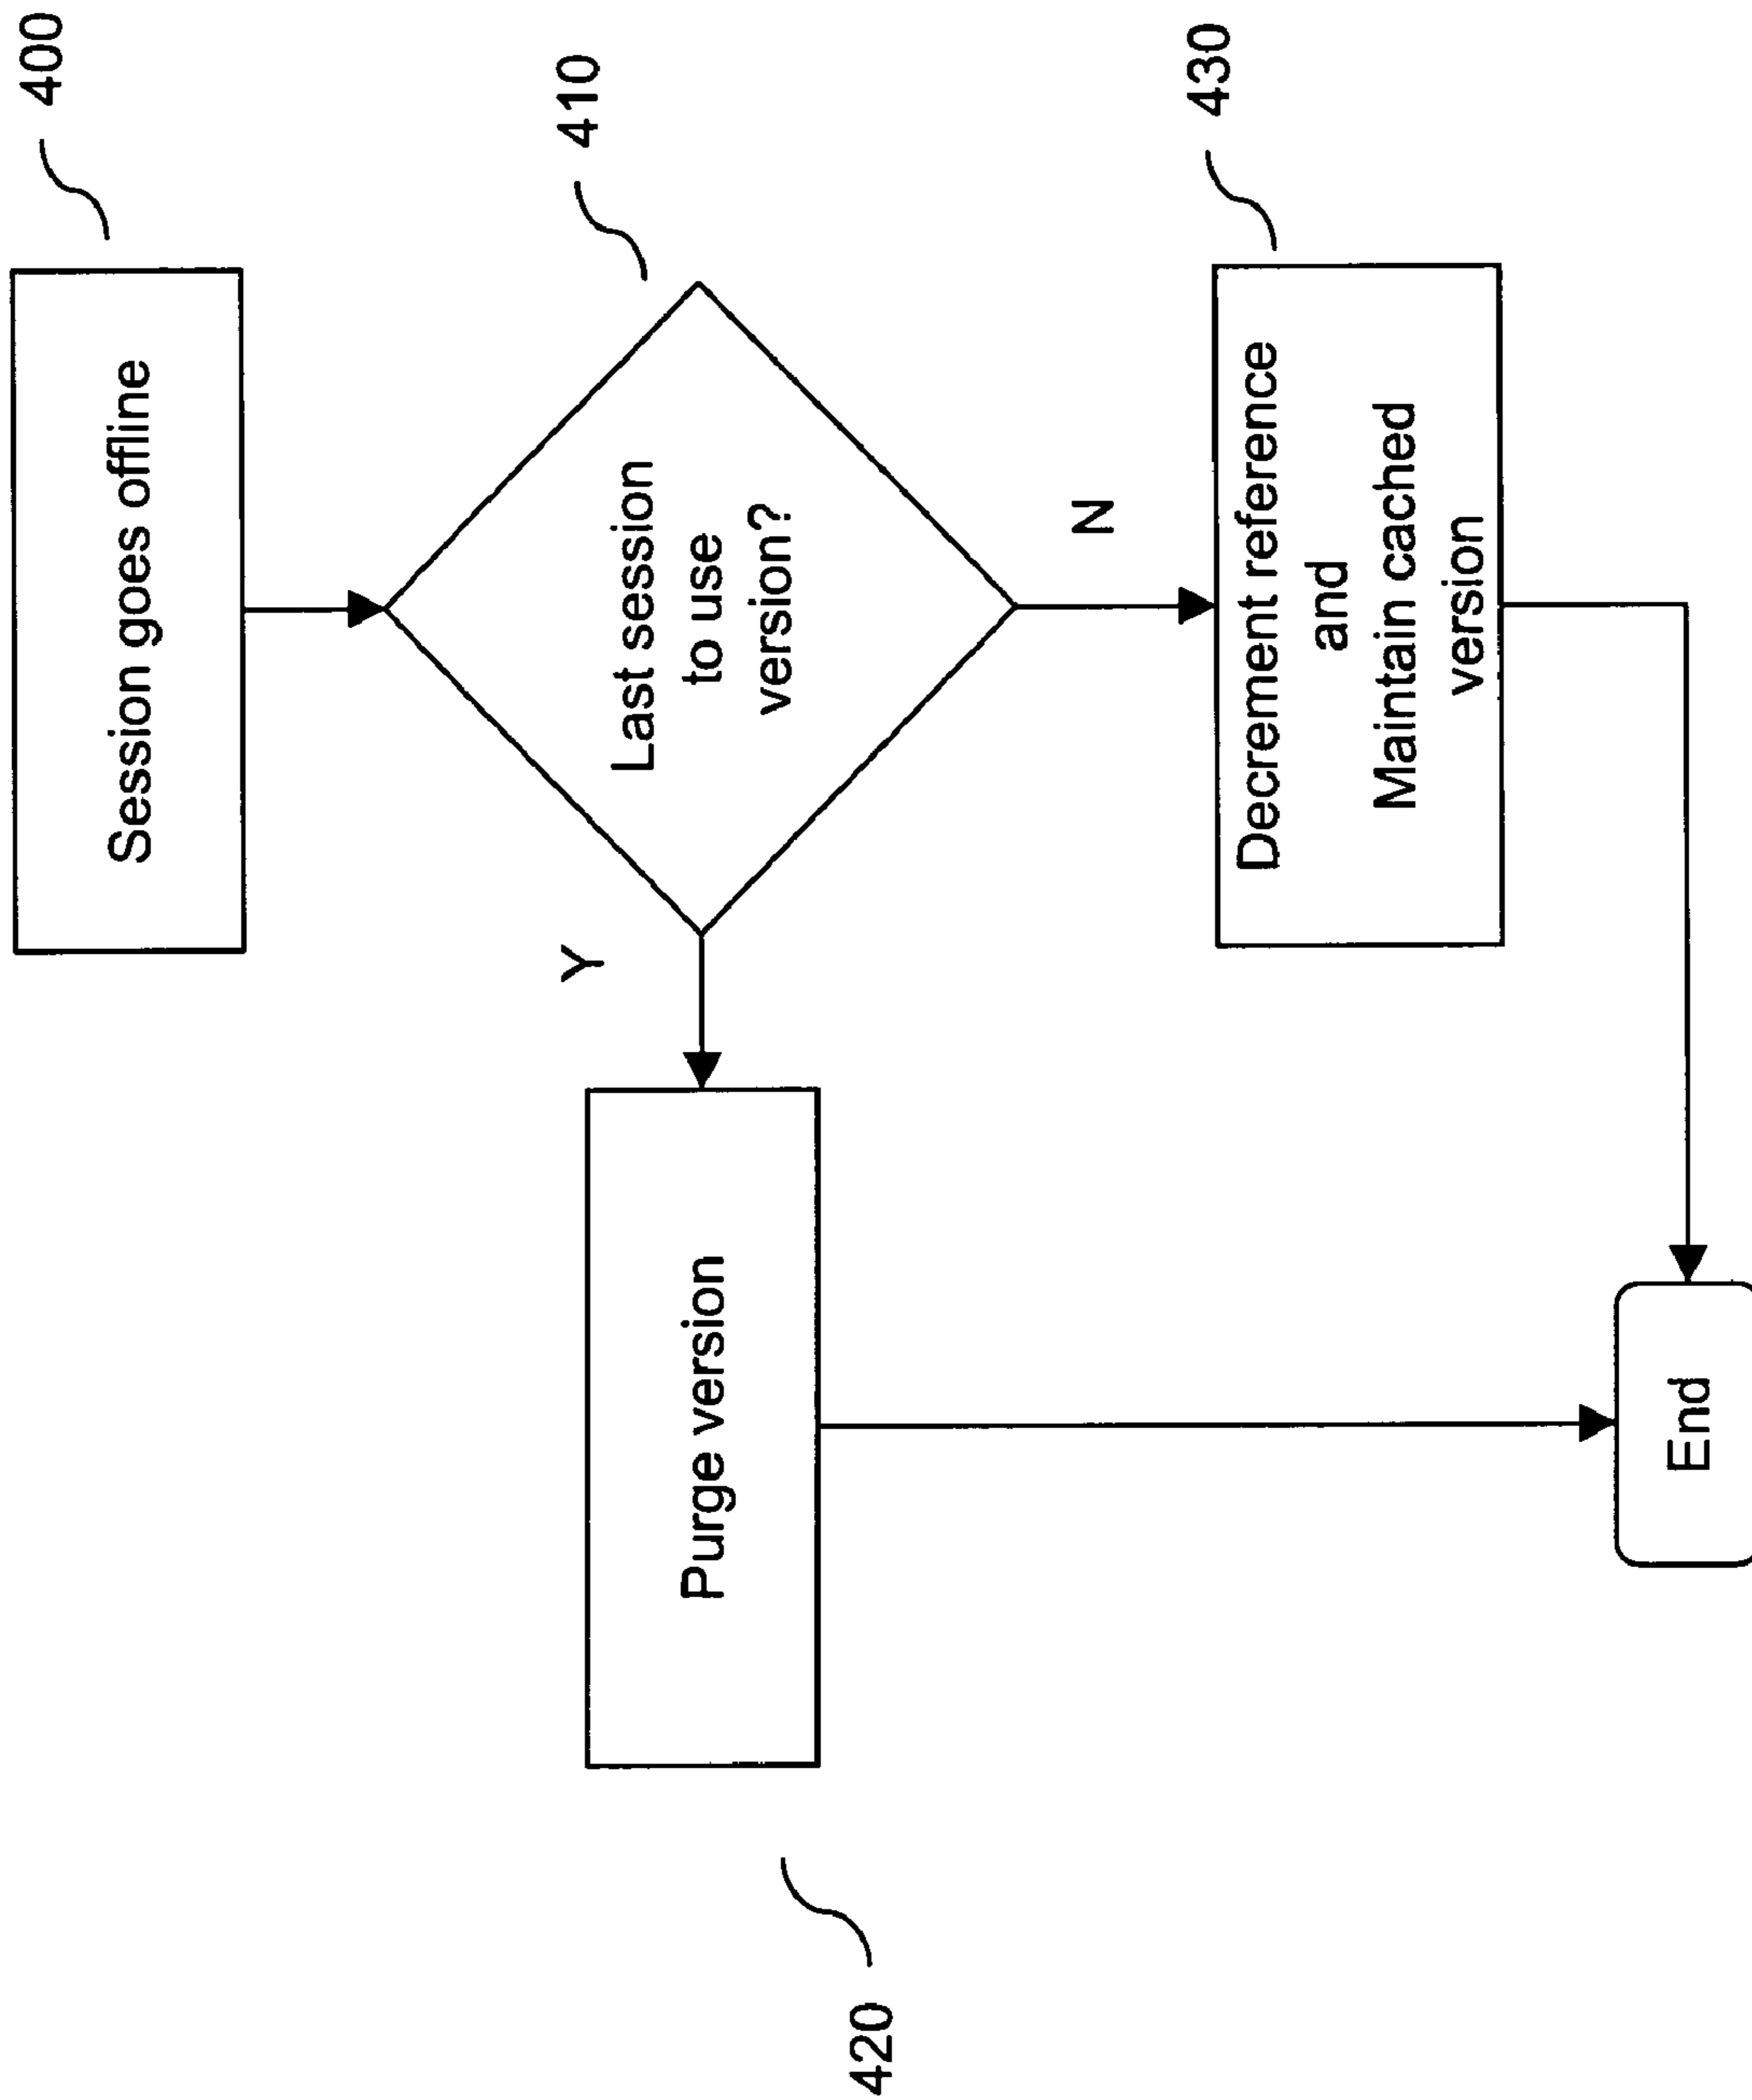 Session goes offline
400
Last session
to use
version?
410
Y
N
Purge version
420
Decrement reference
and
Maintain cached
version
430
End